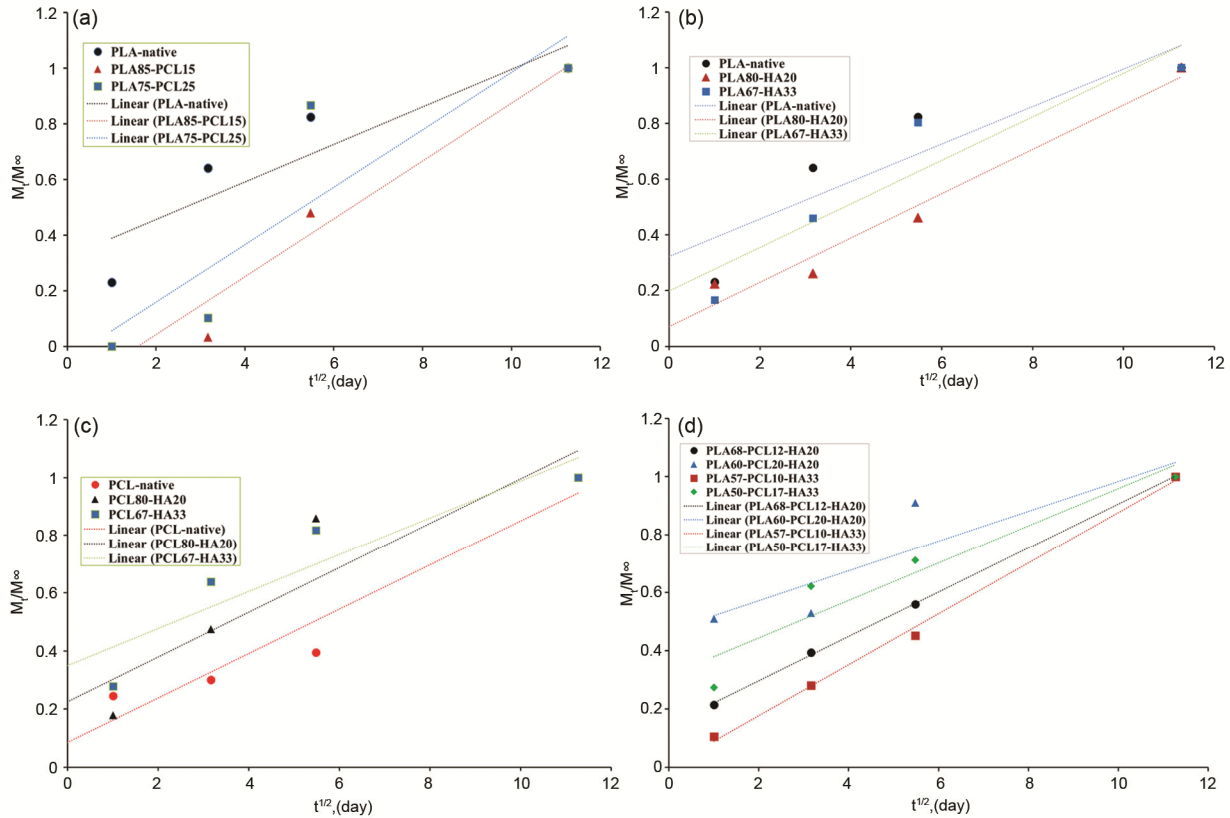 (a)
1.2
1
0.8
0.6
0.4
0.2
0
Mt/M∞
PLA-native
PLA85-PCL15
PLA75-PCL25
Linear (PLA-native)
Linear (PLA85-PCL15)
Linear (PLA75-PCL25)
0 2 4 6 8 10 12
t1/2,(day)
(b)
1.2
1
0.8
0.6
0.4
0.2
0
Mt/M∞
PLA-native
PLA80-HA20
PLA67-HA33
Linear (PLA-native)
Linear (PLA80-HA20)
Linear (PLA67-HA33)
0 2 4 6 8 10 12
t1/2,(day)
(c)
1.2
1
0.8
0.6
0.4
0.2
0
Mt/M∞
PCL-native
PCL80-HA20
PCL67-HA33
Linear (PCL-native)
Linear (PCL80-HA20)
Linear (PCL67-HA33)
0 2 4 6 8 10 12
t1/2,(day)
(d)
1.2
1
0.8
0.6
0.4
0.2
0
Mt/M∞
PLA68-PCL12-HA20
PLA60-PCL20-HA20
PLA57-PCL10-HA33
PLA50-PCL17-HA33
Linear (PLA68-PCL12-HA20)
Linear (PLA60-PCL20-HA20)
Linear (PLA57-PCL10-HA33)
Linear (PLA50-PCL17-HA33)
0 2 4 6 8 10 12
t1/2,(day)